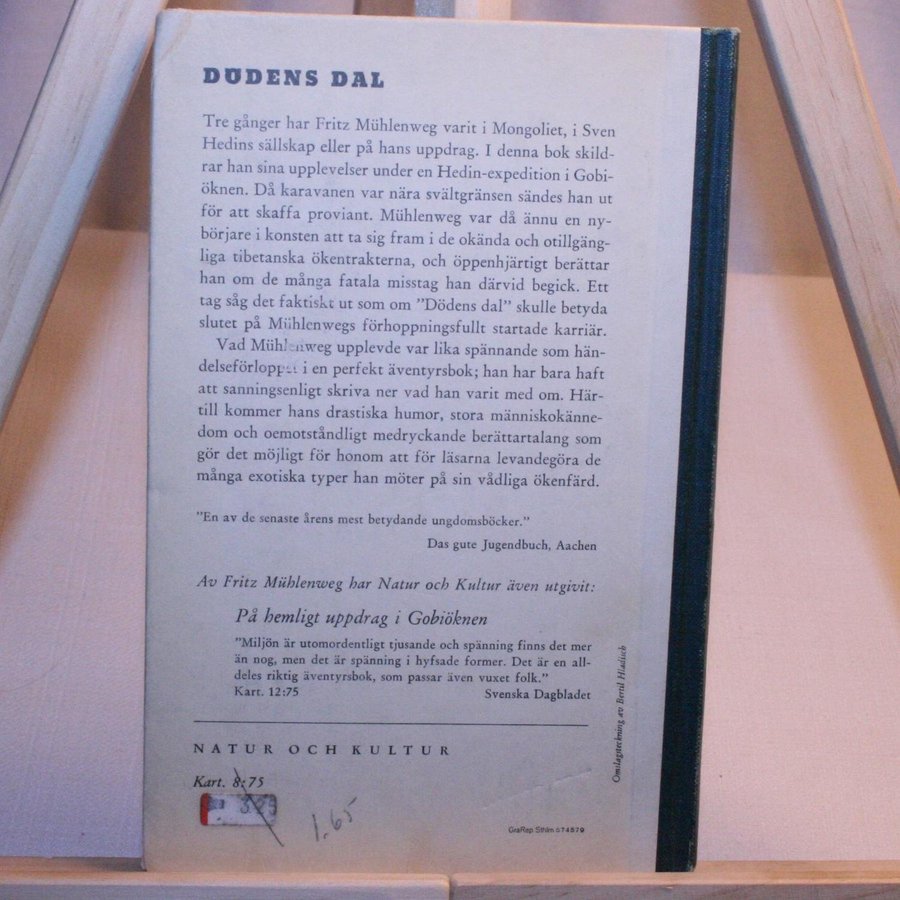 DÖDENS DAL
Tre gånger har Fritz Mühlenweg varit i Mongoliet, i Sven
Hedins sällskap eller på hans uppdrag. I denna bok skild-
rar han sina upplevelser under en Hedin-expedition i Gobi-
öknen. Då karavanen var nära svältgränsen sändes han ut
för att skaffa proviant. Mühlenweg var då ännu en ny-
börjare i konsten att ta sig fram i de okända och otillgäng-
liga tibetanska ökentrakterna, och öppenhjärtigt berättar
han om de många fatala misstag han därvid begick. Ett
tag såg det faktiskt ut som om "Dödens dal" skulle betyda
slutet på Mühlenwegs förhoppningsfullt startade karriär.
Vad Mühlenweg upplevde var lika spännande som hän-
delseförloppet i en perfekt äventyrsbok; han har bara haft
att sanningsenligt skriva ner vad han varit med om. Här-
till kommer hans drastiska humor, stora människokänne-
dom och oemotståndligt medryckande berättartalang som
gör det möjligt för honom att för läsarna levandegöra de
många exotiska typer han möter på sin vådliga ökenfärd.
"En av de senaste årens mest betydande ungdomsböcker."
Das gute Jugendbuch, Aachen
Av Fritz Mühlenweg har Natur och Kultur även utgivit:
På hemligt uppdrag i Gobiöknen
"Miljön är utomordentligt tjusande och spänning finns det mer
än nog, men det är spänning i hyfsade former. Det är en all-
deles riktig äventyrsbok, som passar även vuxet folk."
Kart. 12:75 Svenska Dagbladet
Omslagsteckning av Bertil Hladisch
NATUR OCH KULTUR
Kart. 8:75
1.65
GraRep Sthlm 574579